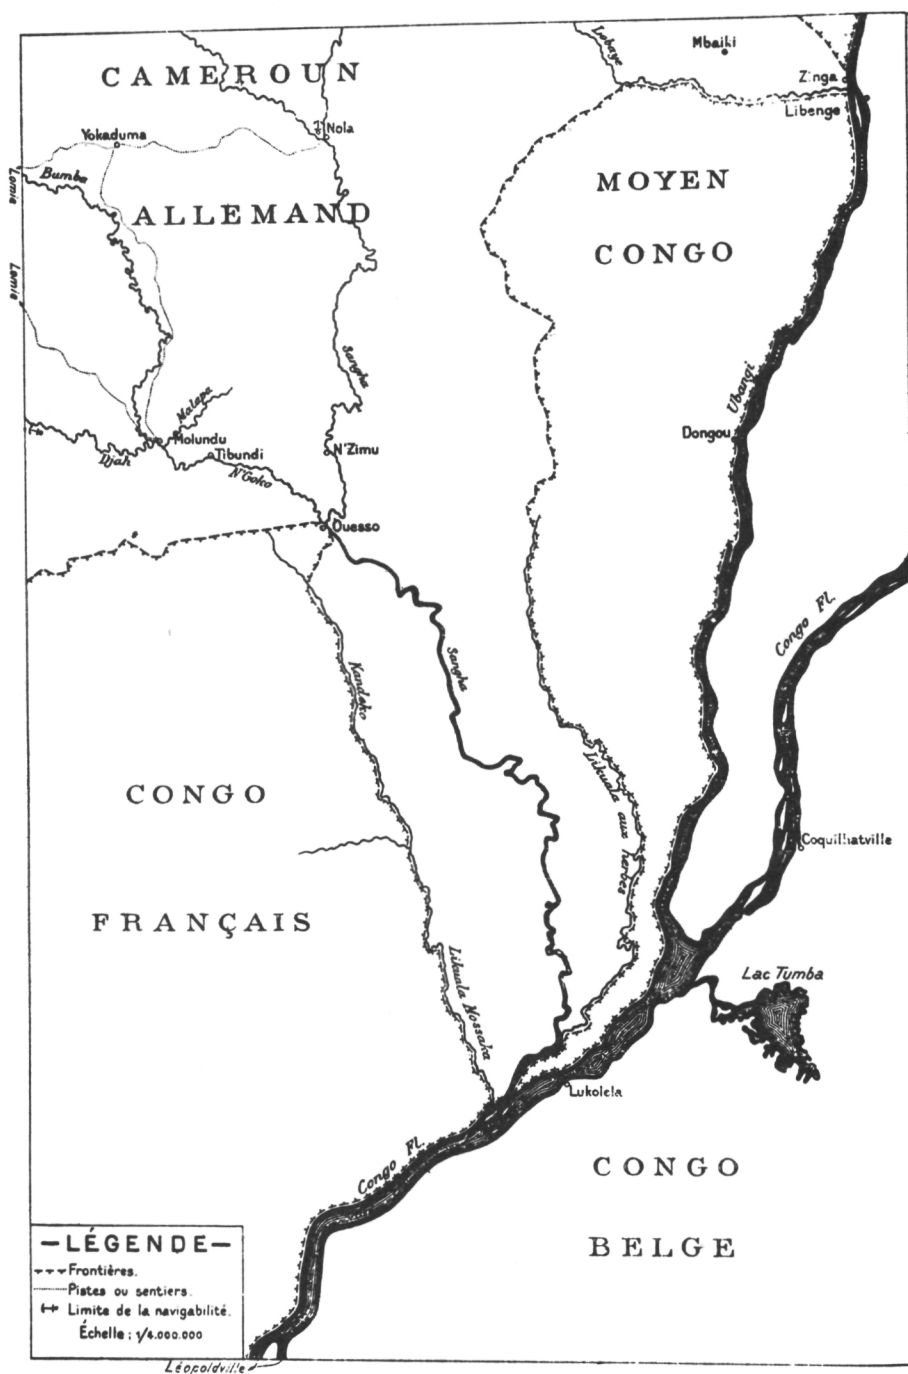 CAMEROUN
ALLEMAND
Lobaye
Mbaiki
Zinga
Libenge
Nola
Yokaduma
Lomie
Bumba
MOYEN
CONGO
Lomie
Sangha
Ubangi
Malapa
Molundu
Dongou
Djah
Tibundi
N'Goko
N'Zimu
Ouesso
Congo Fl.
Kandeko
Sangha
Likuala aux herbes
CONGO
FRANÇAIS
Coquilhatville
Likuala Mossaka
Lac Tumba
Lukolela
Congo Fl.
CONGO
BELGE
—LÉGENDE—
Frontières.
Pistes ou sentiers.
Limite de la navigabilité.
Échelle : 1/4.000.000
Léopoldville